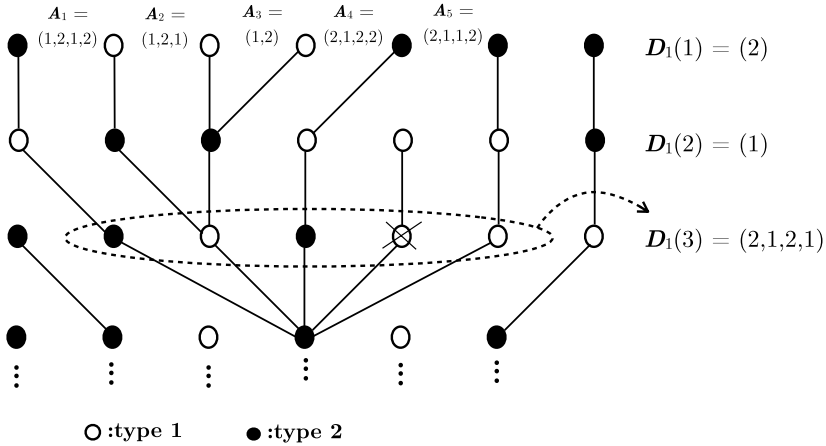 A₁ = A₂ = A₃ = A₄ = A₅ =
(1,2,1,2) (1,2,1) (1,2) (2,1,2,2) (2,1,1,2)
D₁(1) = (2)
D₁(2) = (1)
D₁(3) = (2,1,2,1)
:type 1 :type 2